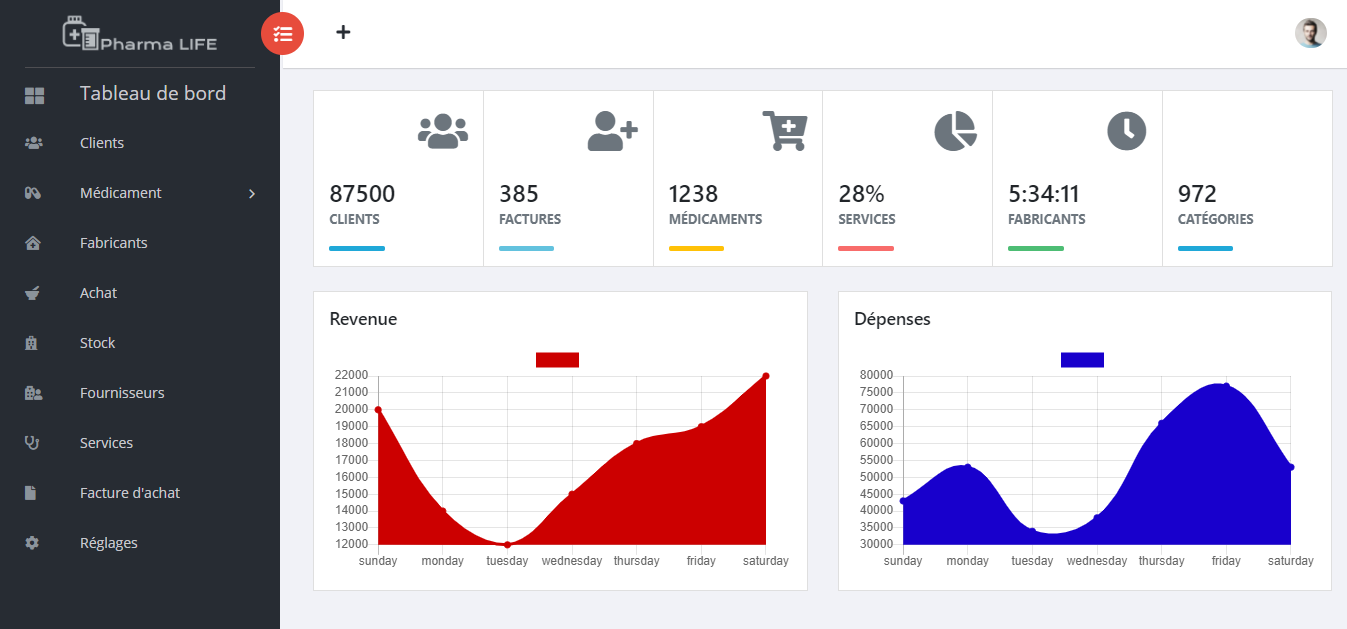 Pharma LIFE
Tableau de bord
Clients
Médicament
Fabricants
Achat
Stock
Fournisseurs
Services
Facture d'achat
Réglages
87500
CLIENTS
385
FACTURES
1238
MÉDICAMENTS
28%
SERVICES
5:34:11
FABRICANTS
972
CATÉGORIES
Revenue
22000
21000
20000
19000
18000
17000
16000
15000
14000
13000
12000
sunday monday tuesday wednesday thursday friday saturday
Dépenses
80000
75000
70000
65000
60000
55000
50000
45000
40000
35000
30000
sunday monday tuesday wednesday thursday friday saturday